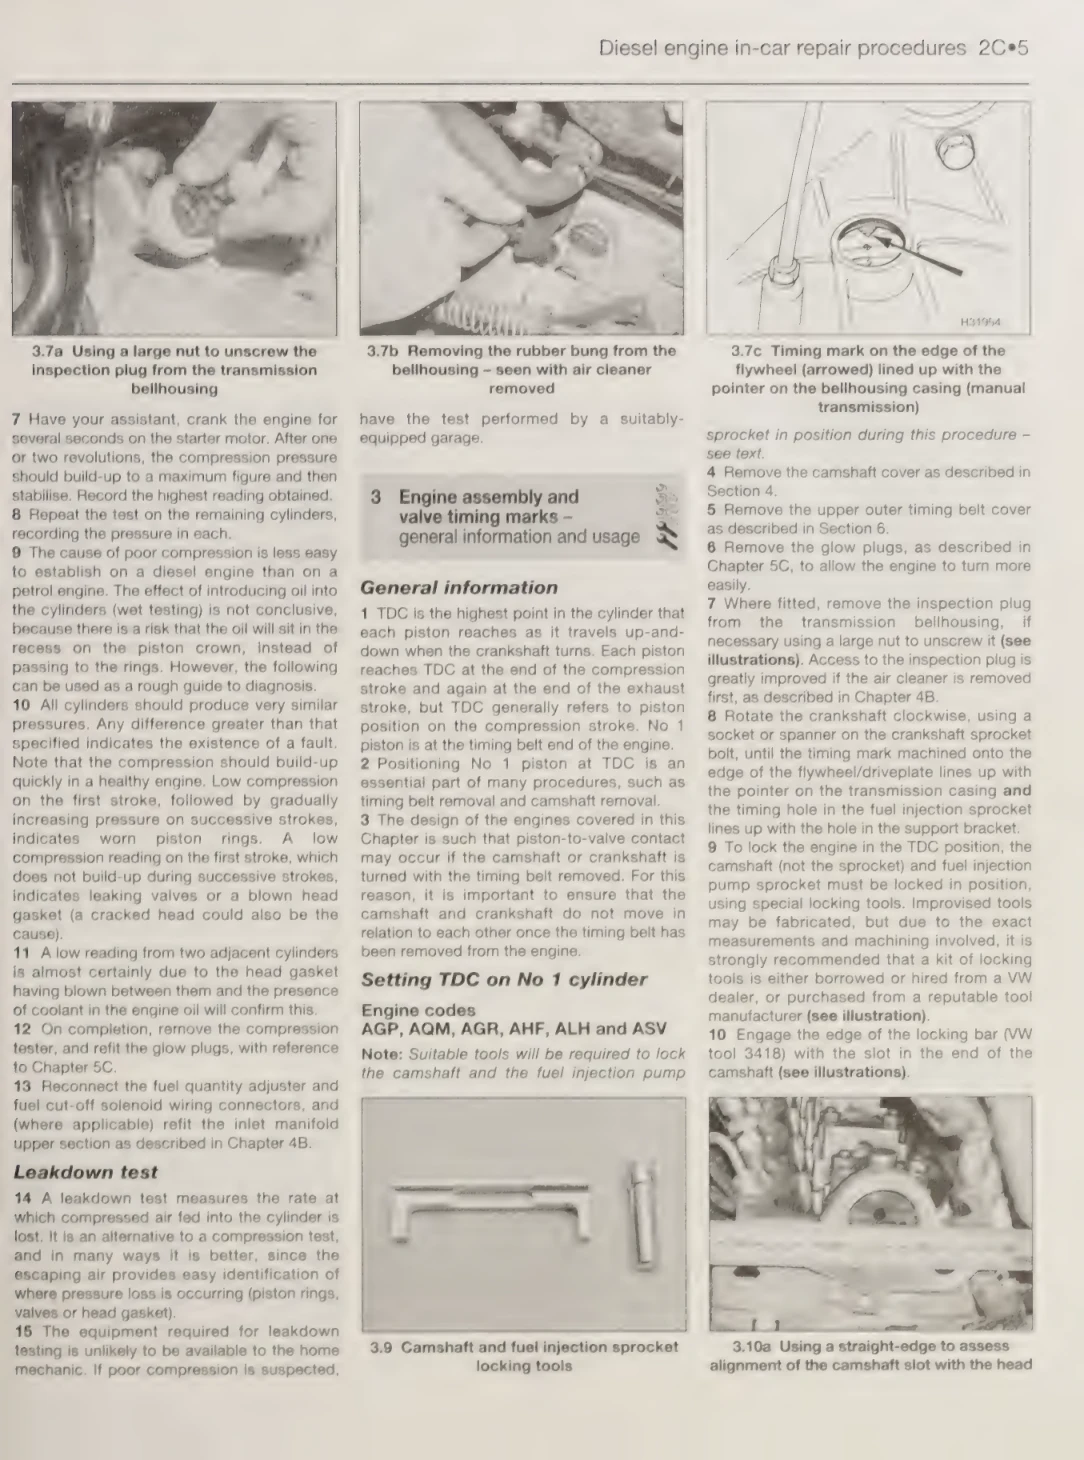 Diesel engine in-car repair procedures 2C•5
3.7a Using a large nut to unscrew the
inspection plug from the transmission
bellhousing
7 Have your assistant, crank the engine for
several seconds on the starter motor. After one
or two revolutions, the compression pressure
should build-up to a maximum figure and then
stabilise. Record the highest reading obtained.
8 Repeat the test on the remaining cylinders,
recording the pressure in each.
9 The cause of poor compression is less easy
to establish on a diesel engine than on a
petrol engine. The effect of introducing oil into
the cylinders (wet testing) is not conclusive,
because there is a risk that the oil will sit in the
recess on the piston crown, instead of
passing to the rings. However, the following
can be used as a rough guide to diagnosis.
10 All cylinders should produce very similar
pressures. Any difference greater than that
specified indicates the existence of a fault.
Note that the compression should build-up
quickly in a healthy engine. Low compression
on the first stroke, followed by gradually
increasing pressure on successive strokes,
indicates worn piston rings. A low
compression reading on the first stroke, which
does not build-up during successive strokes,
indicates leaking valves or a blown head
gasket (a cracked head could also be the
cause).
11 A low reading from two adjacent cylinders
is almost certainly due to the head gasket
having blown between them and the presence
of coolant in the engine oil will confirm this.
12 On completion, remove the compression
tester, and refit the glow plugs, with reference
to Chapter 5C.
13 Reconnect the fuel quantity adjuster and
fuel cut-off solenoid wiring connectors, and
(where applicable) refit the inlet manifold
upper section as described in Chapter 4B.
Leakdown test
14 A leakdown test measures the rate at
which compressed air fed into the cylinder is
lost. It is an alternative to a compression test,
and in many ways it is better, since the
escaping air provides easy identification of
where pressure loss is occurring (piston rings,
valves or head gasket).
15 The equipment required for leakdown
testing is unlikely to be available to the home
mechanic. If poor compression is suspected,
3.7b Removing the rubber bung from the
bellhousing – seen with air cleaner
removed
have the test performed by a suitably-
equipped garage.
3 Engine assembly and
valve timing marks –
general information and usage
General information
1 TDC is the highest point in the cylinder that
each piston reaches as it travels up-and-
down when the crankshaft turns. Each piston
reaches TDC at the end of the compression
stroke and again at the end of the exhaust
stroke, but TDC generally refers to piston
position on the compression stroke. No 1
piston is at the timing belt end of the engine.
2 Positioning No 1 piston at TDC is an
essential part of many procedures, such as
timing belt removal and camshaft removal.
3 The design of the engines covered in this
Chapter is such that piston-to-valve contact
may occur if the camshaft or crankshaft is
turned with the timing belt removed. For this
reason, it is important to ensure that the
camshaft and crankshaft do not move in
relation to each other once the timing belt has
been removed from the engine.
Setting TDC on No 1 cylinder
Engine codes
AGP, AQM, AGR, AHF, ALH and ASV
Note: Suitable tools will be required to lock
the camshaft and the fuel injection pump
3.9 Camshaft and fuel injection sprocket
locking tools
H31954
3.7c Timing mark on the edge of the
flywheel (arrowed) lined up with the
pointer on the bellhousing casing (manual
transmission)
sprocket in position during this procedure –
see text.
4 Remove the camshaft cover as described in
Section 4.
5 Remove the upper outer timing belt cover
as described in Section 6.
6 Remove the glow plugs, as described in
Chapter 5C, to allow the engine to turn more
easily.
7 Where fitted, remove the inspection plug
from the transmission bellhousing, if
necessary using a large nut to unscrew it (see
illustrations). Access to the inspection plug is
greatly improved if the air cleaner is removed
first, as described in Chapter 4B.
8 Rotate the crankshaft clockwise, using a
socket or spanner on the crankshaft sprocket
bolt, until the timing mark machined onto the
edge of the flywheel/driveplate lines up with
the pointer on the transmission casing and
the timing hole in the fuel injection sprocket
lines up with the hole in the support bracket.
9 To lock the engine in the TDC position, the
camshaft (not the sprocket) and fuel injection
pump sprocket must be locked in position,
using special locking tools. Improvised tools
may be fabricated, but due to the exact
measurements and machining involved, it is
strongly recommended that a kit of locking
tools is either borrowed or hired from a VW
dealer, or purchased from a reputable tool
manufacturer (see illustration).
10 Engage the edge of the locking bar (VW
tool 3418) with the slot in the end of the
camshaft (see illustrations).
3.10a Using a straight-edge to assess
alignment of the camshaft slot with the head